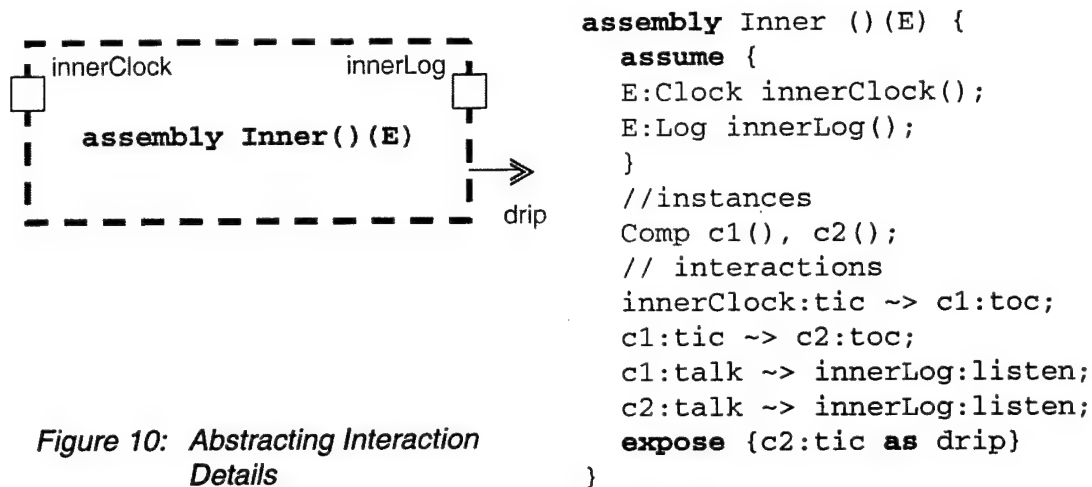 innerClock innerLog
assembly Inner()(E)
drip
Figure 10: Abstracting Interaction
Details
assembly Inner ()(E) {
assume {
E:Clock innerClock();
E:Log innerLog();
}
//instances
Comp c1(), c2();
// interactions
innerClock:tic ~> c1:toc;
c1:tic ~> c2:toc;
c1:talk ~> innerLog:listen;
c2:talk ~> innerLog:listen;
expose {c2:tic as drip}
}